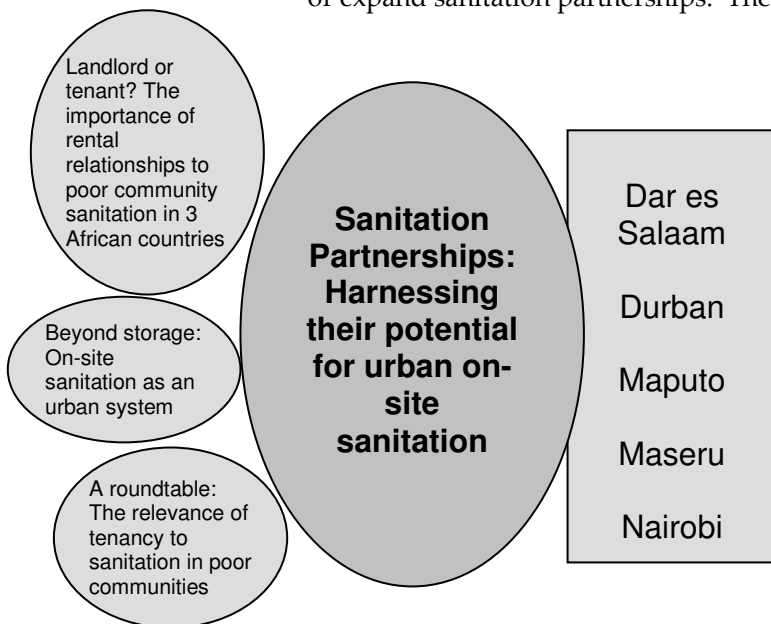 of expand sanitation partnerships. The
Landlord or
tenant? The
importance of
rental
relationships to
poor community
sanitation in 3
African countries
Beyond storage:
On-site
sanitation as an
urban system
A roundtable:
The relevance of
tenancy to
sanitation in poor
communities
Sanitation
Partnerships:
Harnessing
their potential
for urban on-
site
sanitation
Dar es
Salaam
Durban
Maputo
Maseru
Nairobi